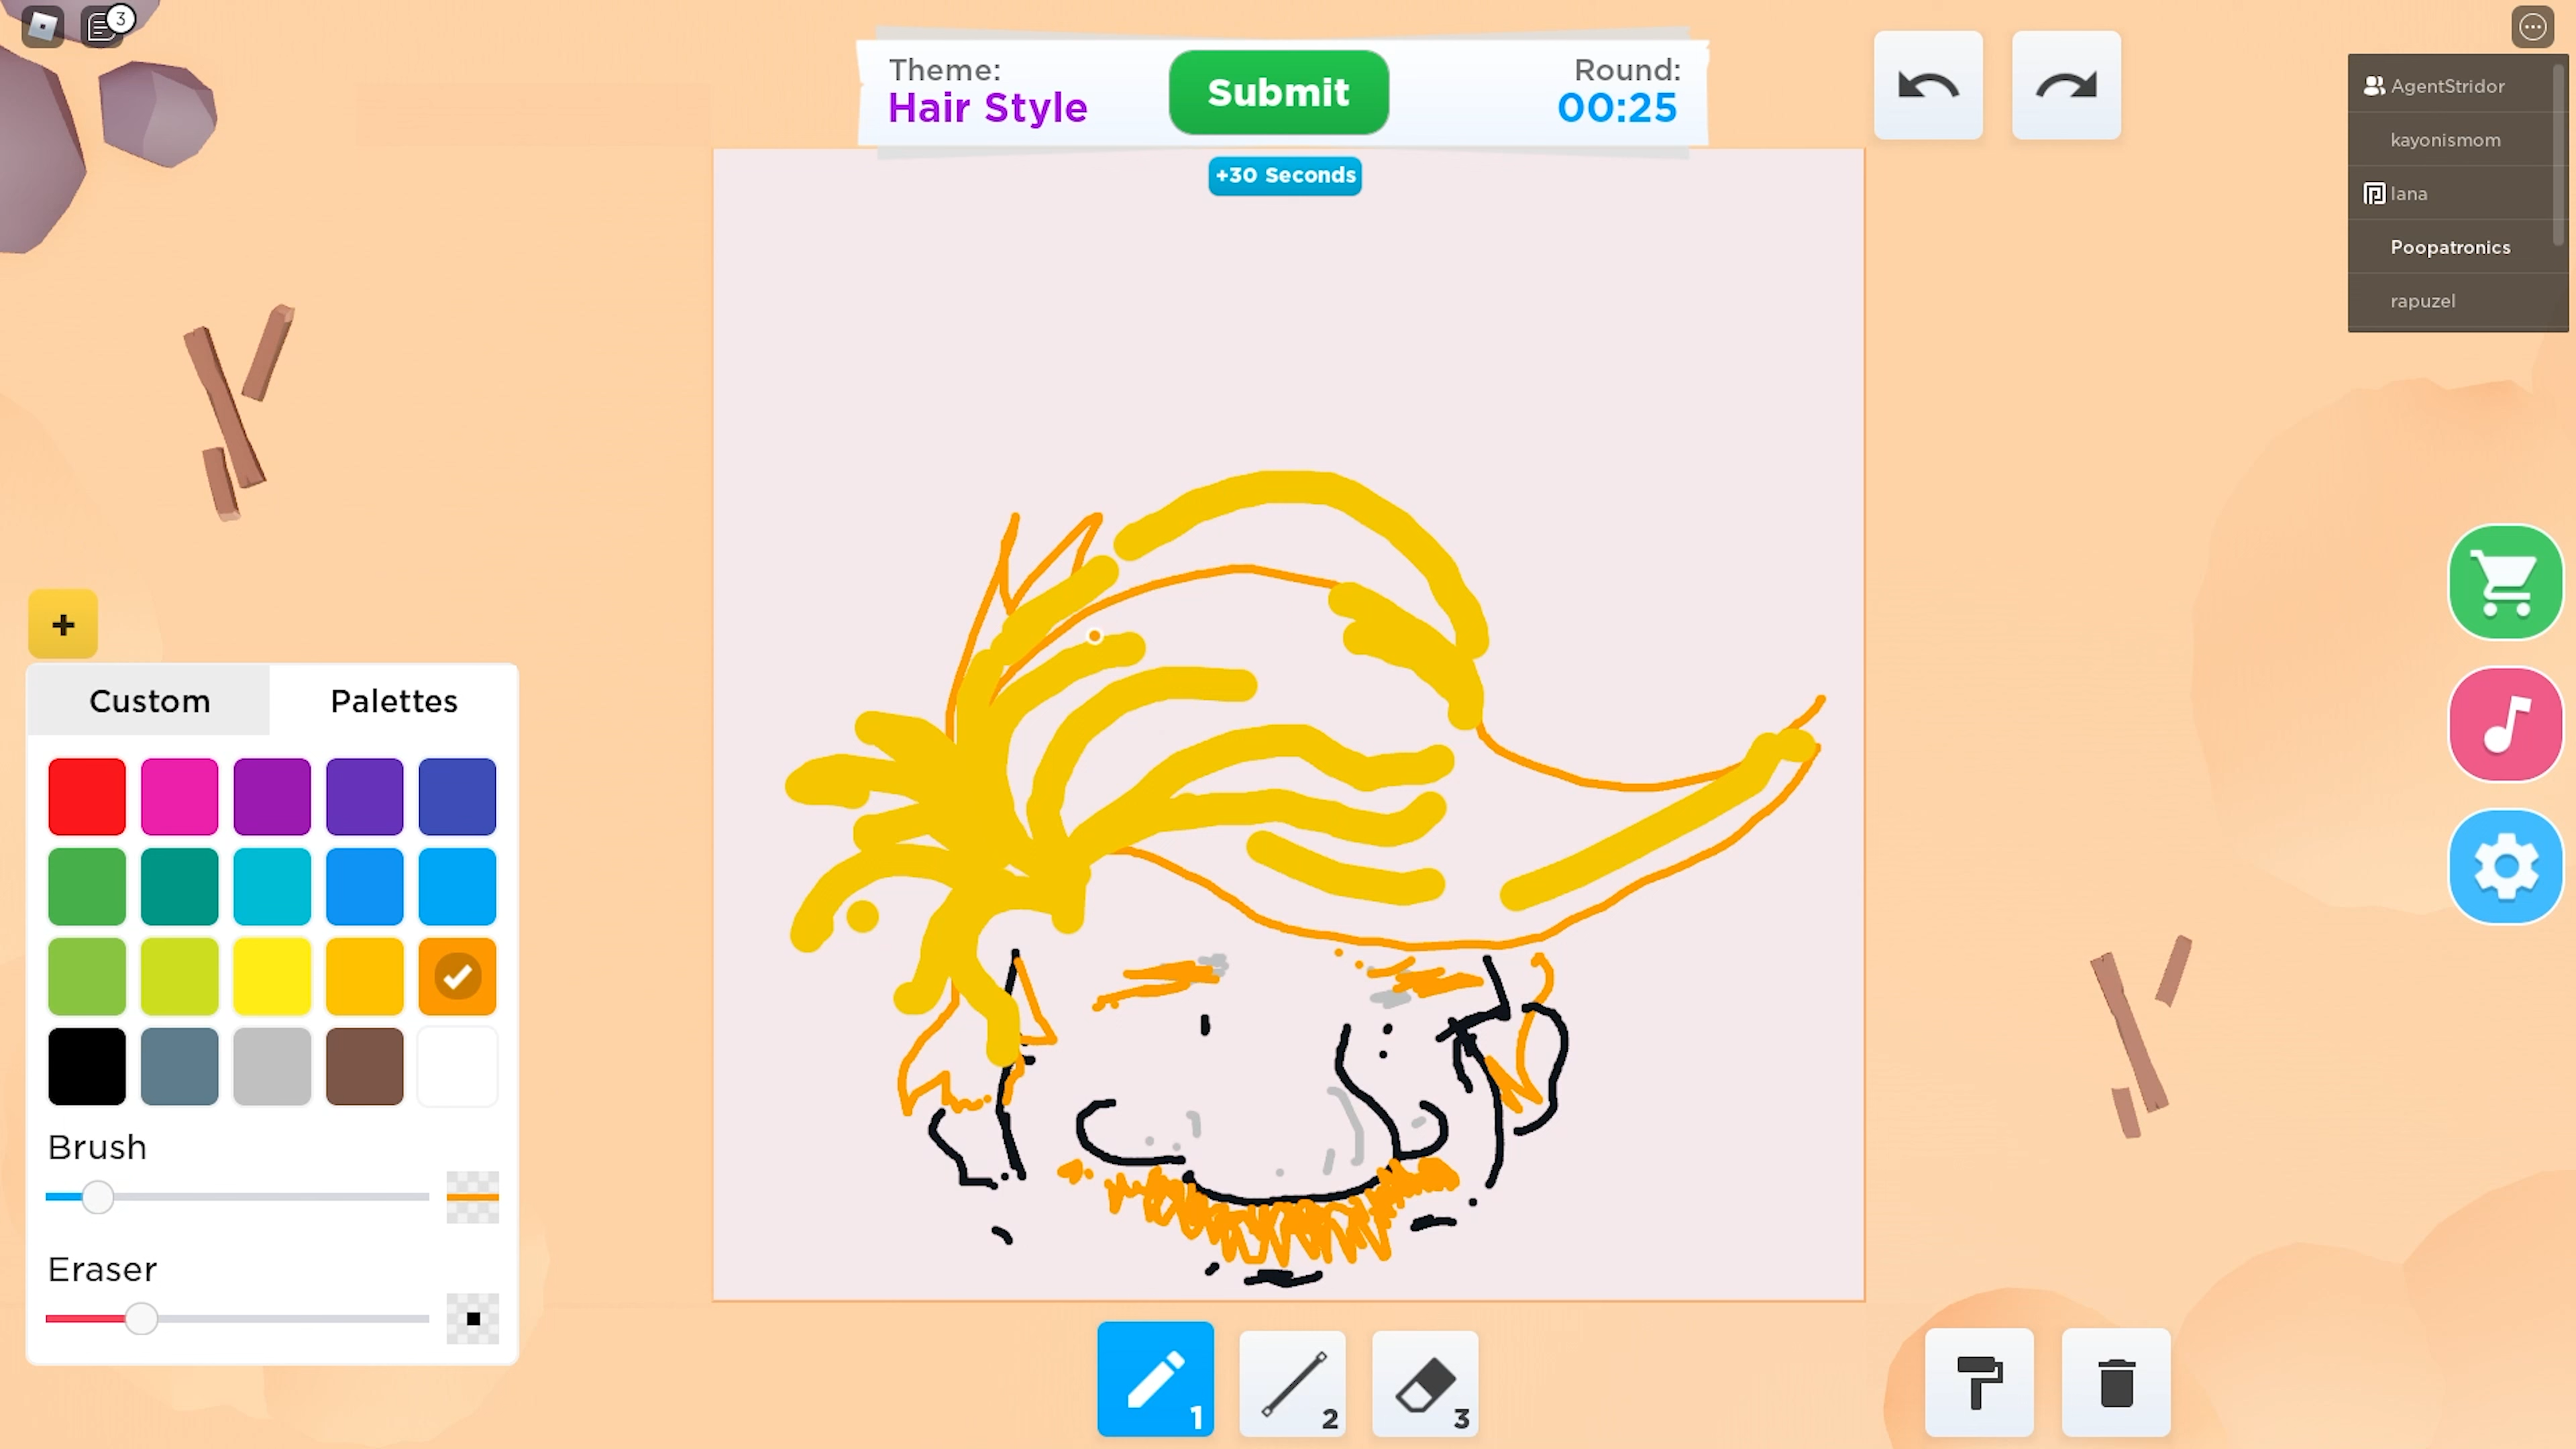 3
Theme:
Hair Style
Submit
Round:
00:25
+30 Seconds
AgentStridor
kayonismom
lana
Poopatronics
rapuzel
+
Custom
Palettes
Brush
Eraser
1
2
3